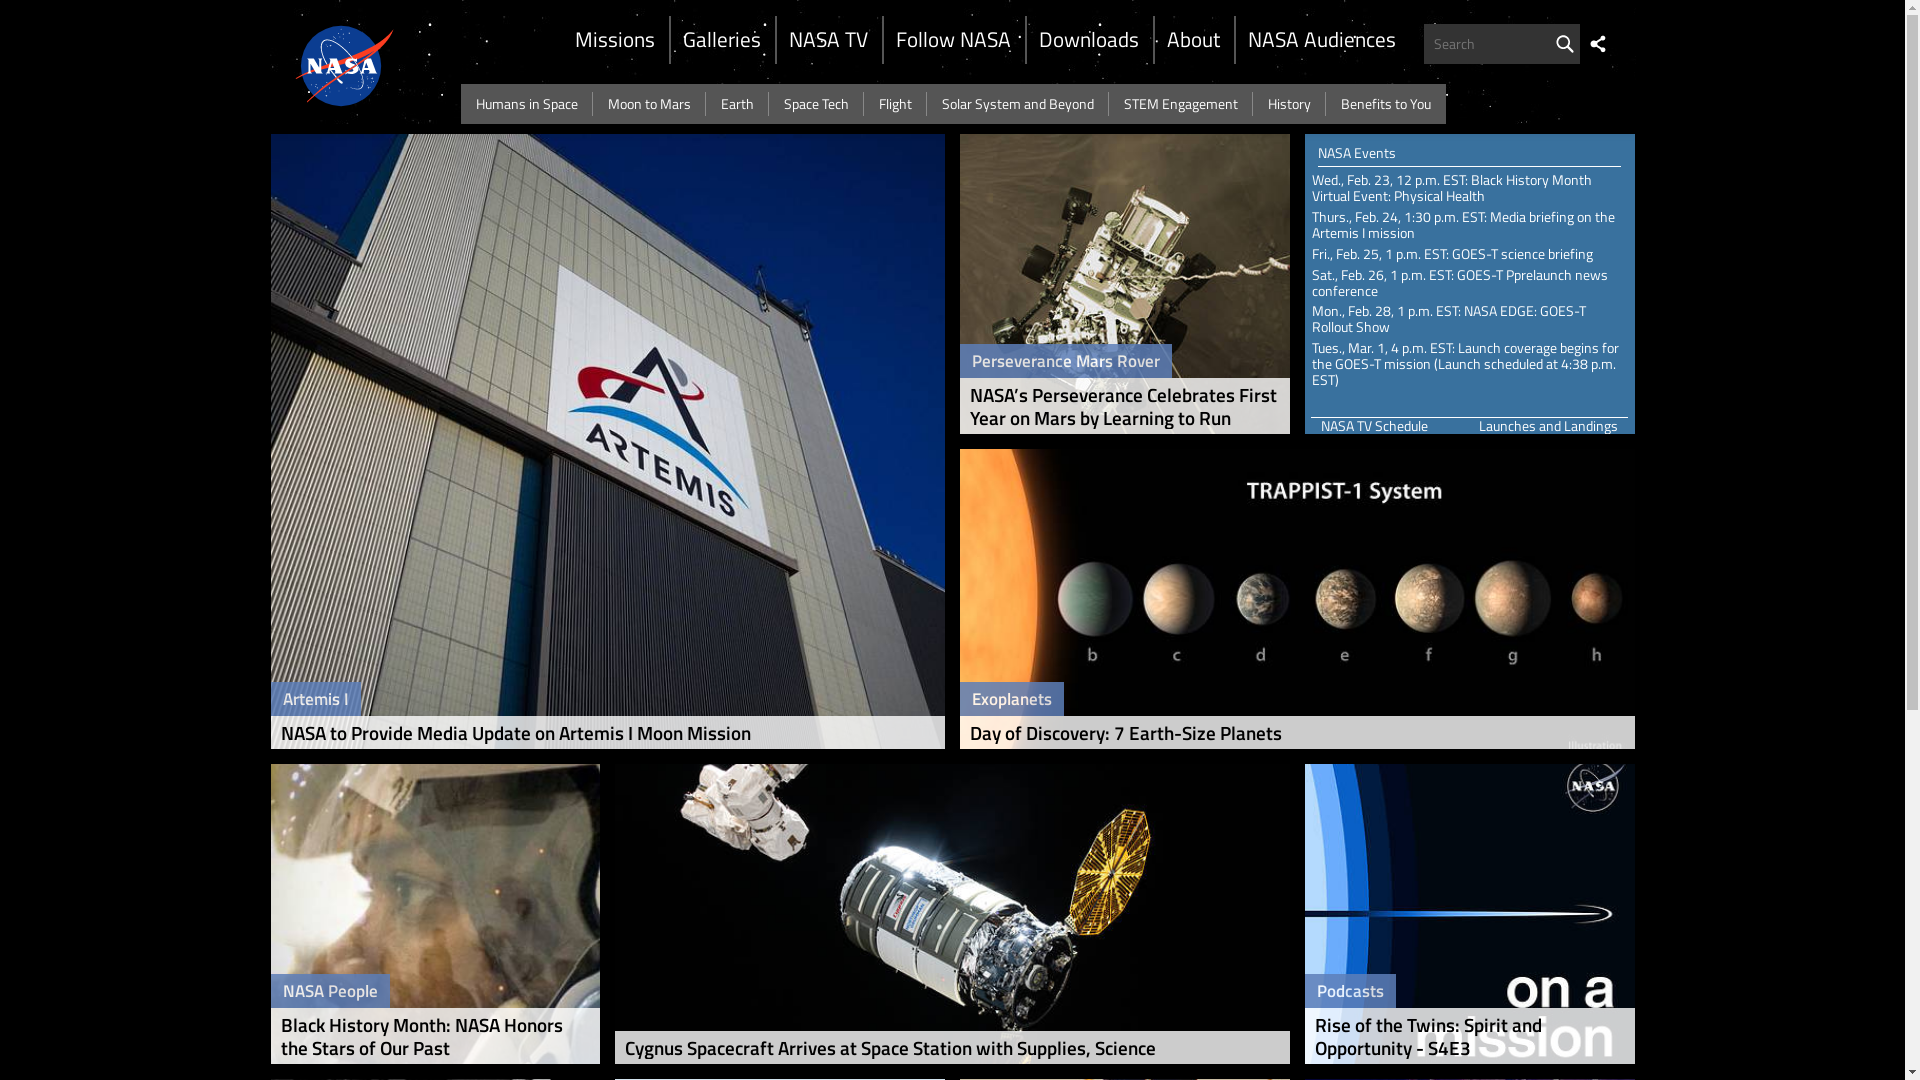 NASA
Missions
Galleries
NASA TV
Follow NASA
Downloads
About
NASA Audiences
Search
Humans in Space
Moon to Mars
Earth
Space Tech
Flight
Solar System and Beyond
STEM Engagement
History
Benefits to You
ARTEMIS
Artemis I
NASA to Provide Media Update on Artemis I Moon Mission
Perseverance Mars Rover
NASA’s Perseverance Celebrates First
Year on Mars by Learning to Run
NASA Events
Wed., Feb. 23, 12 p.m. EST: Black History Month
Virtual Event: Physical Health
Thurs., Feb. 24, 1:30 p.m. EST: Media briefing on the
Artemis I mission
Fri., Feb. 25, 1 p.m. EST: GOES-T science briefing
Sat., Feb. 26, 1 p.m. EST: GOES-T Pprelaunch news
conference
Mon., Feb. 28, 1 p.m. EST: NASA EDGE: GOES-T
Rollout Show
Tues., Mar. 1, 4 p.m. EST: Launch coverage begins for
the GOES-T mission (Launch scheduled at 4:38 p.m.
EST)
NASA TV Schedule
Launches and Landings
TRAPPIST-1 System
b c d e f g h
Exoplanets
Illustration
Day of Discovery: 7 Earth-Size Planets
NASA People
Black History Month: NASA Honors
the Stars of Our Past
Cygnus Spacecraft Arrives at Space Station with Supplies, Science
NASA
on a
mission
Podcasts
Rise of the Twins: Spirit and
Opportunity - S4E3